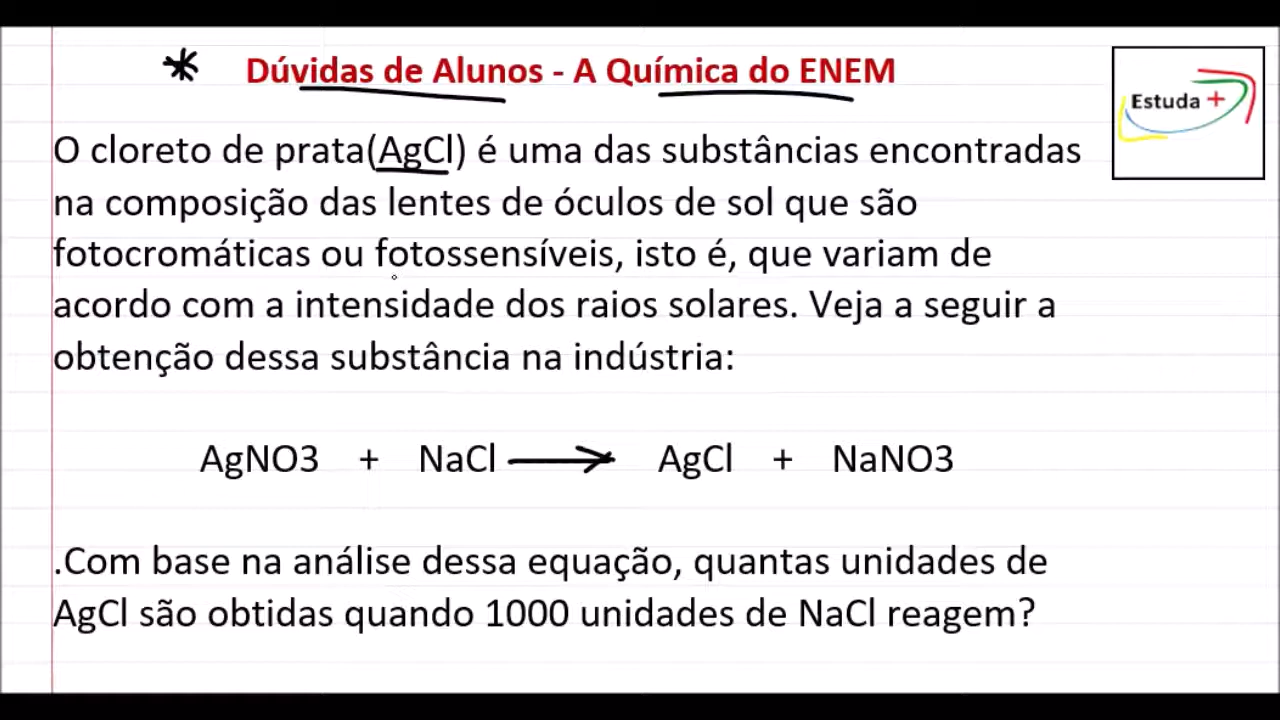 * Dúvidas de Alunos - A Química do ENEM
Estuda +
O cloreto de prata(AgCl) é uma das substâncias encontradas
na composição das lentes de óculos de sol que são
fotocromáticas ou fotossensíveis, isto é, que variam de
acordo com a intensidade dos raios solares. Veja a seguir a
obtenção dessa substância na indústria:
AgNO3 + NaCl → AgCl + NaNO3
.Com base na análise dessa equação, quantas unidades de
AgCl são obtidas quando 1000 unidades de NaCl reagem?